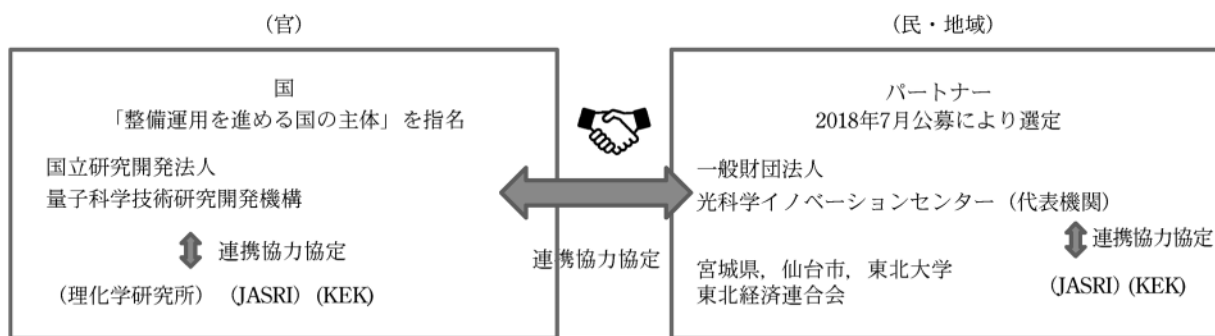 （官）
国
「整備運用を進める国の主体」を指名
国立研究開発法人
量子科学技術研究開発機構
連携協力協定
（理化学研究所）（JASRI）（KEK）
連携協力協定
（民・地域）
パートナー
2018年7月公募により選定
一般財団法人
光科学イノベーションセンター（代表機関）
連携協力協定
宮城県，仙台市，東北大学
東北経済連合会
（JASRI）（KEK）